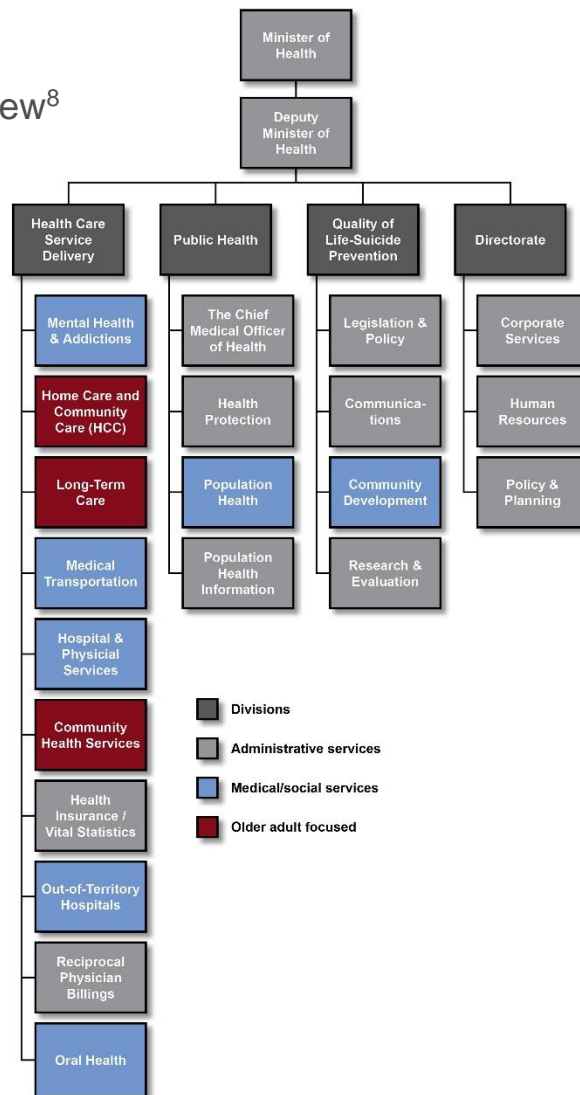 ew⁸
Minister of
Health
Deputy
Minister of
Health
Health Care
Service
Delivery
Public Health
Quality of
Life-Suicide
Prevention
Directorate
Mental Health
& Addictions
Home Care and
Community
Care (HCC)
Long-Term
Care
Medical
Transportation
Hospital &
Physicial
Services
Community
Health Services
Health
Insurance /
Vital Statistics
Out-of-Territory
Hospitals
Reciprocal
Physician
Billings
Oral Health
The Chief
Medical Officer
of Health
Health
Protection
Population
Health
Population
Health
Information
Legislation &
Policy
Communica-
tions
Community
Development
Research &
Evaluation
Corporate
Services
Human
Resources
Policy &
Planning
Divisions
Administrative services
Medical/social services
Older adult focused